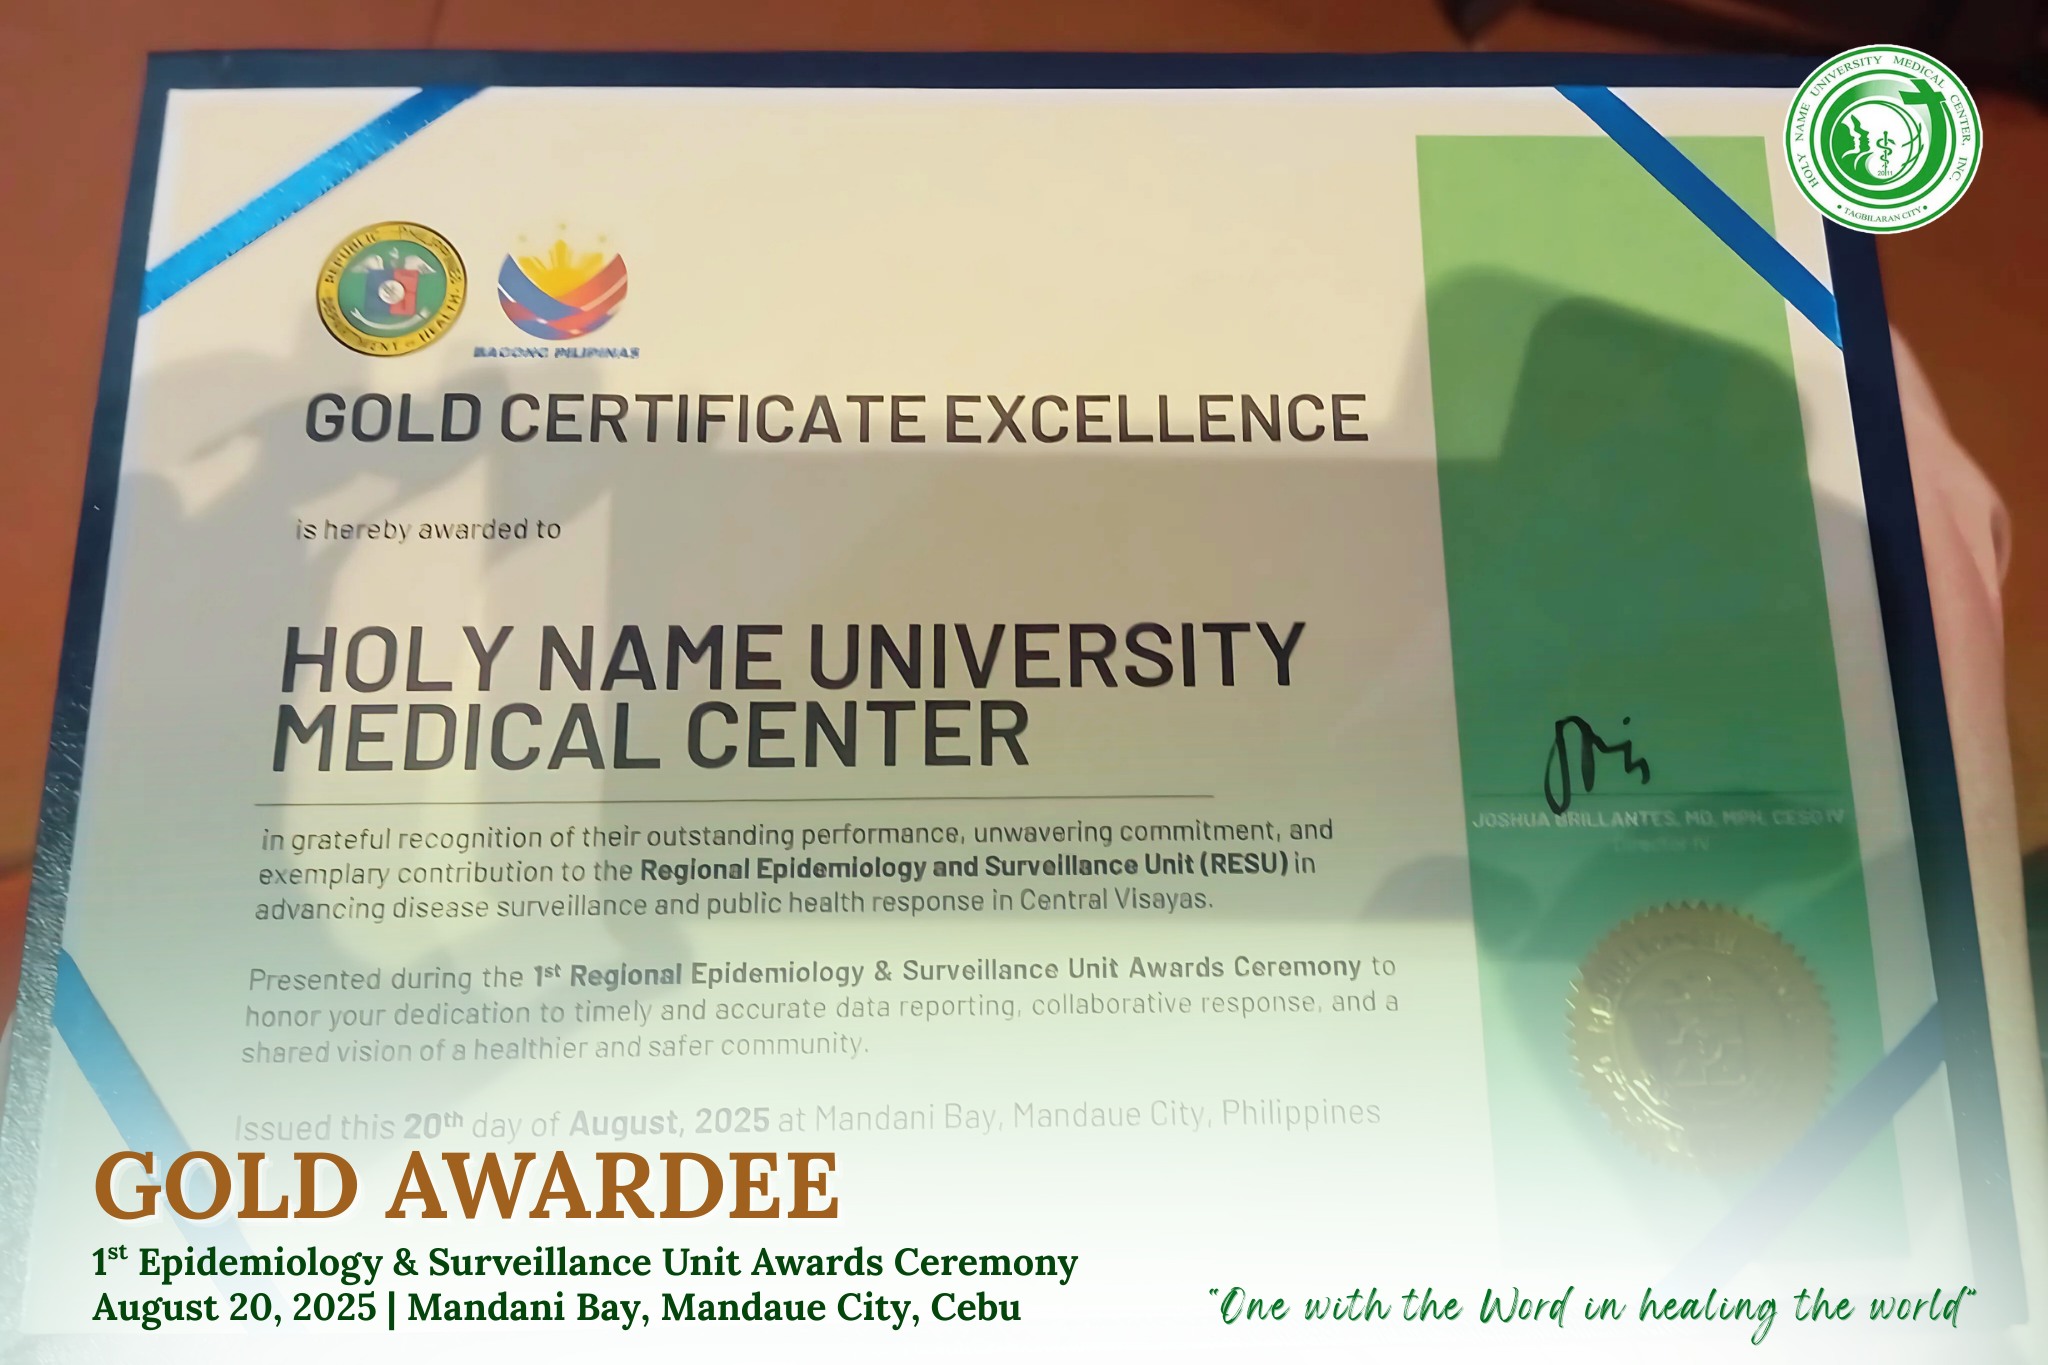 HOLY NAME UNIVERSITY MEDICAL CENTER, INC.
2011
• TAGBILARAN CITY •
REPUBLIC PHILIPPINES
HEALTH
BAGONG PILIPINAS
GOLD CERTIFICATE EXCELLENCE
is hereby awarded to
HOLY NAME UNIVERSITY
MEDICAL CENTER
in grateful recognition of their outstanding performance, unwavering commitment, and
exemplary contribution to the Regional Epidemiology and Surveillance Unit (RESU) in
advancing disease surveillance and public health response in Central Visayas.
Presented during the 1st Regional Epidemiology & Surveillance Unit Awards Ceremony to
honor your dedication to timely and accurate data reporting, collaborative response, and a
shared vision of a healthier and safer community.
Issued this 20th day of August, 2025 at Mandani Bay, Mandaue City, Philippines
JOSHUA BRILLANTES, MD, MPH, CESO IV
Director IV
GOLD AWARDEE
1st Epidemiology & Surveillance Unit Awards Ceremony
August 20, 2025 | Mandani Bay, Mandaue City, Cebu
"One with the Word in healing the world"